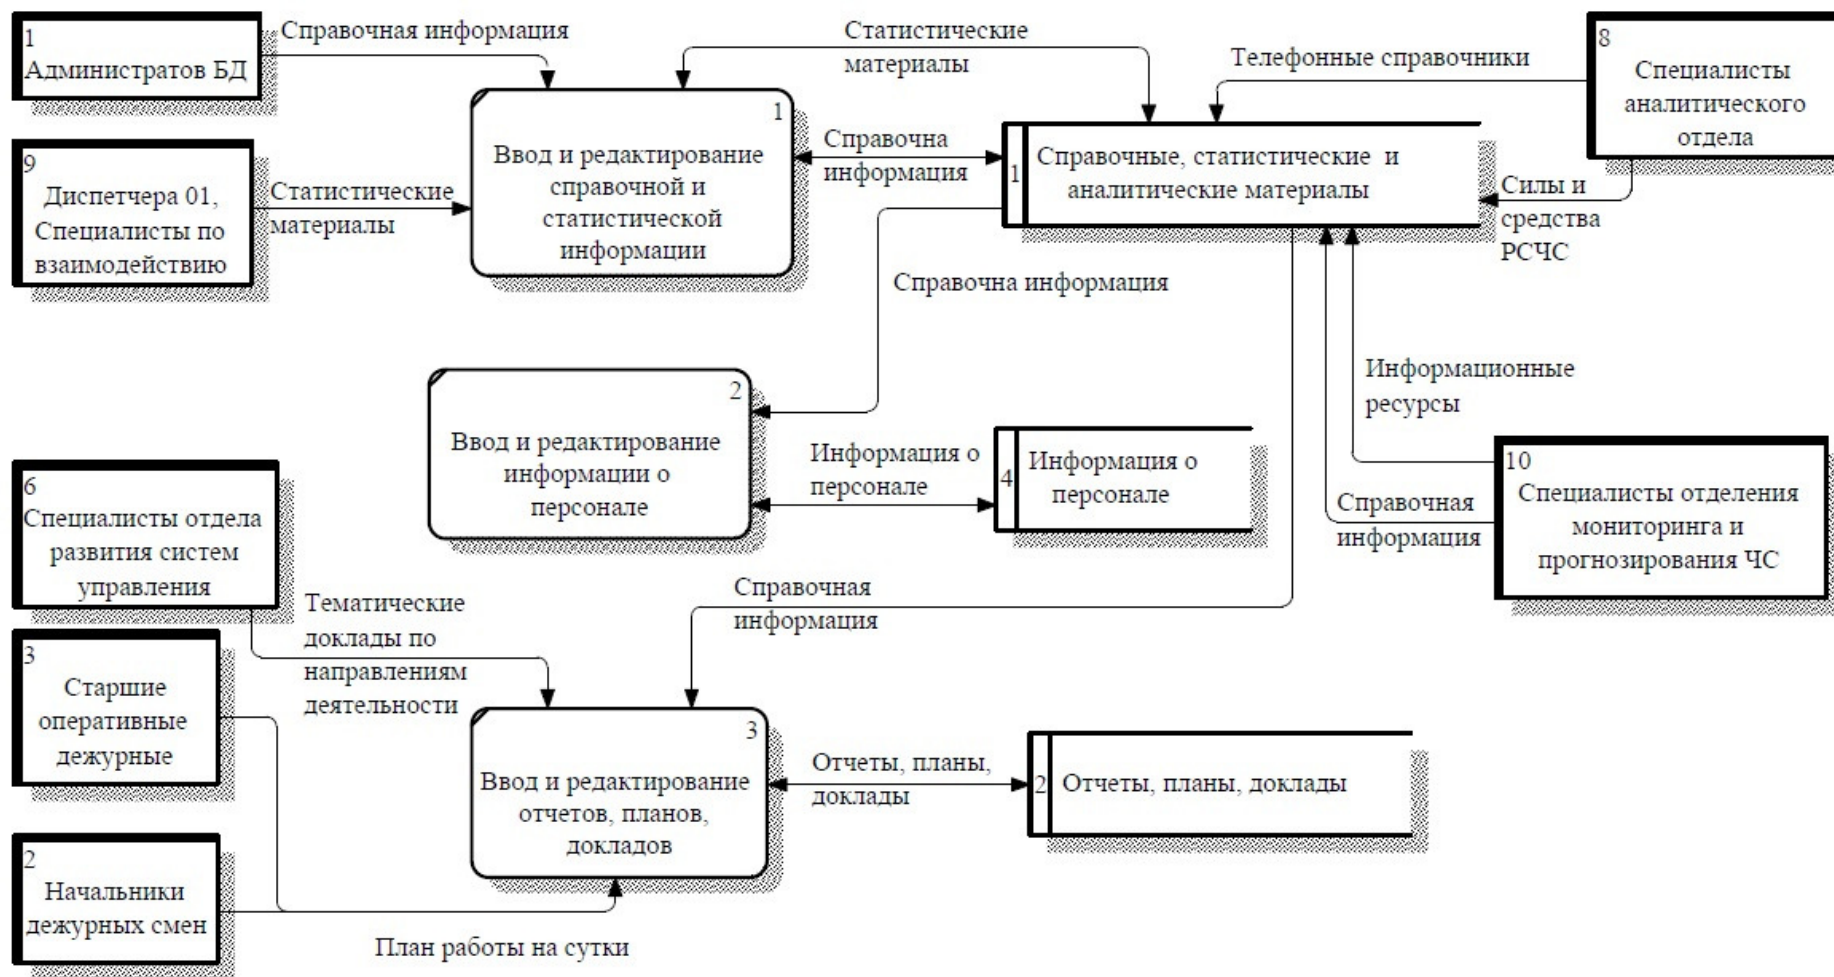 1
Администратов БД
Справочная информация
Статистические
материалы
Телефонные справочники
8
Специалисты
аналитического
отдела
9
Диспетчера 01,
Специалисты по
взаимодействию
Статистические
материалы
1
Ввод и редактирование
справочной и
статистической
информации
Справочна
информация
1
Справочные, статистические и
аналитические материалы
Силы и
средства
РСЧС
Справочна информация
Информационные
ресурсы
2
Ввод и редактирование
информации о
персонале
Информация о
персонале
4
Информация о
персонале
10
Специалисты отделения
мониторинга и
прогнозирования ЧС
Справочная
информация
6
Специалисты отдела
развития систем
управления
Тематические
доклады по
направлениям
деятельности
Справочная
информация
3
Старшие
оперативные
дежурные
3
Ввод и редактирование
отчетов, планов,
докладов
Отчеты, планы,
доклады
2
Отчеты, планы, доклады
2
Начальники
дежурных смен
План работы на сутки